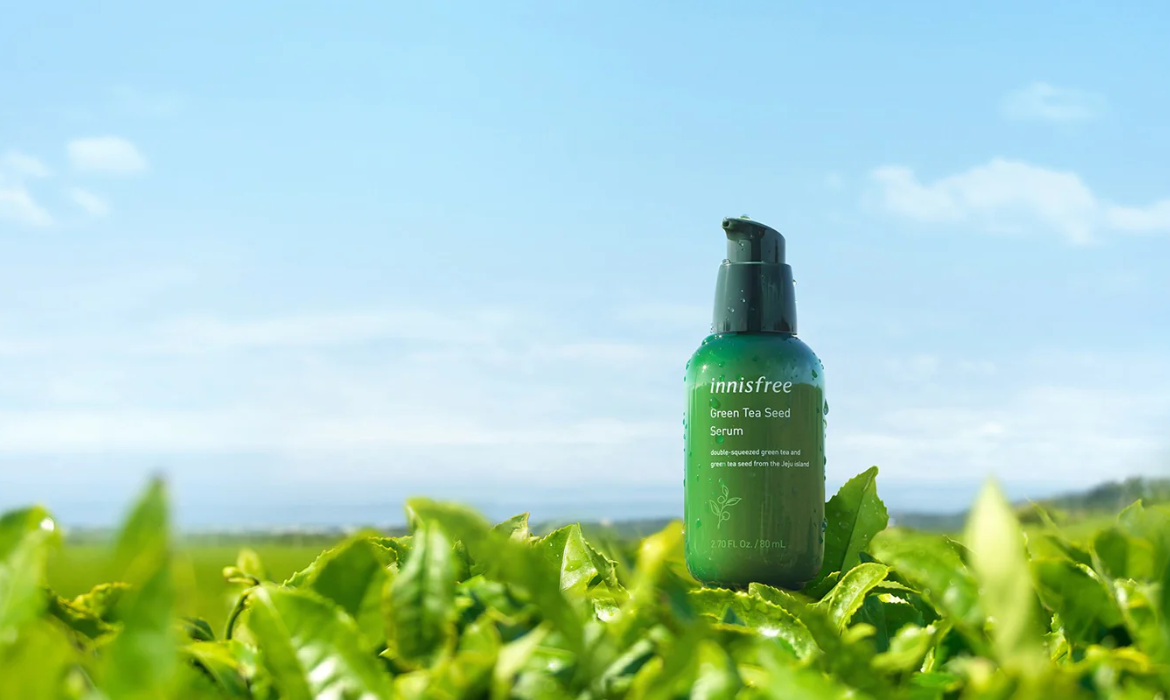 innisfree
Green Tea Seed
Serum
double-squeezed green tea and
green tea seed from the Jeju island
2.70 Fl. Oz. / 80 mL